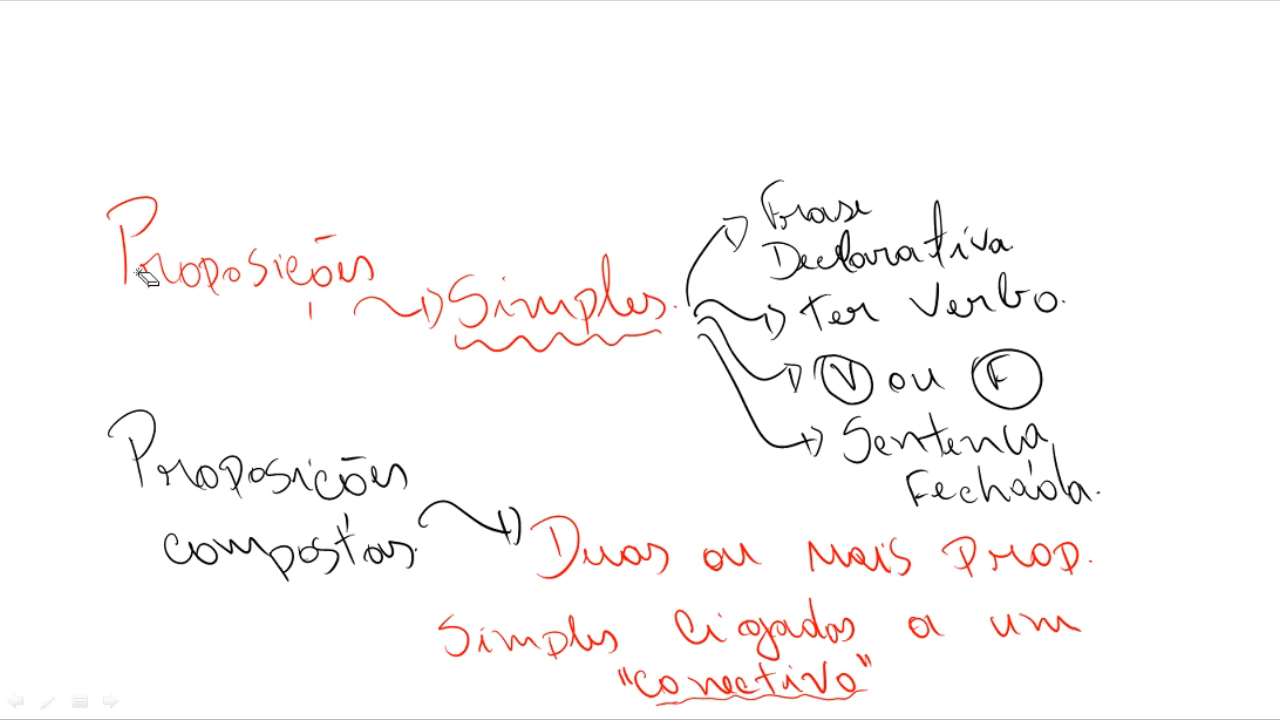 Proposições
Simples.
Frase
Declarativa
ter verbo.
V ou F
Sentença
Fechada.
Proposições
compostas.
Duas ou mais prop.
simples ligadas a um
"conectivo"